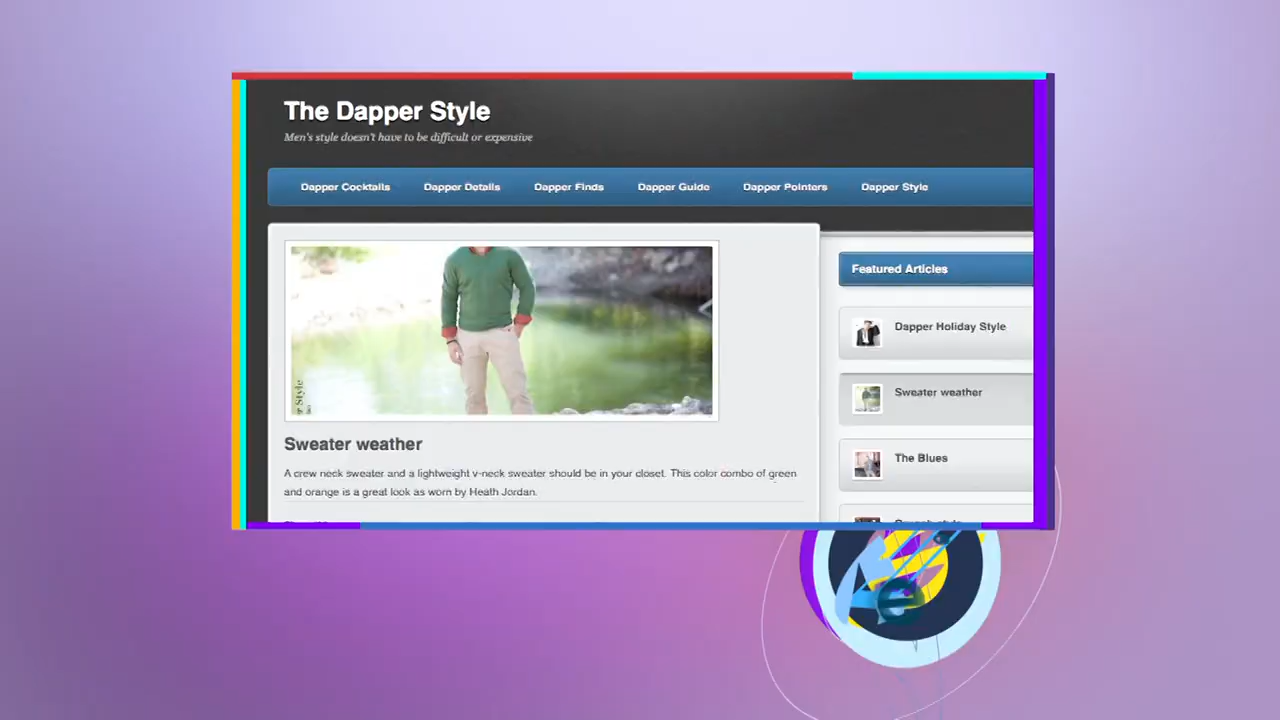 The Dapper Style
Men's style doesn't have to be difficult or expensive
Dapper Cocktails Dapper Details Dapper Finds Dapper Guide Dapper Pointers Dapper Style
Featured Articles
Dapper Holiday Style
Sweater weather
The Blues
Sweater weather
A crew neck sweater and a lightweight v-neck sweater should be in your closet. This color combo of green
and orange is a great look as worn by Heath Jordan.